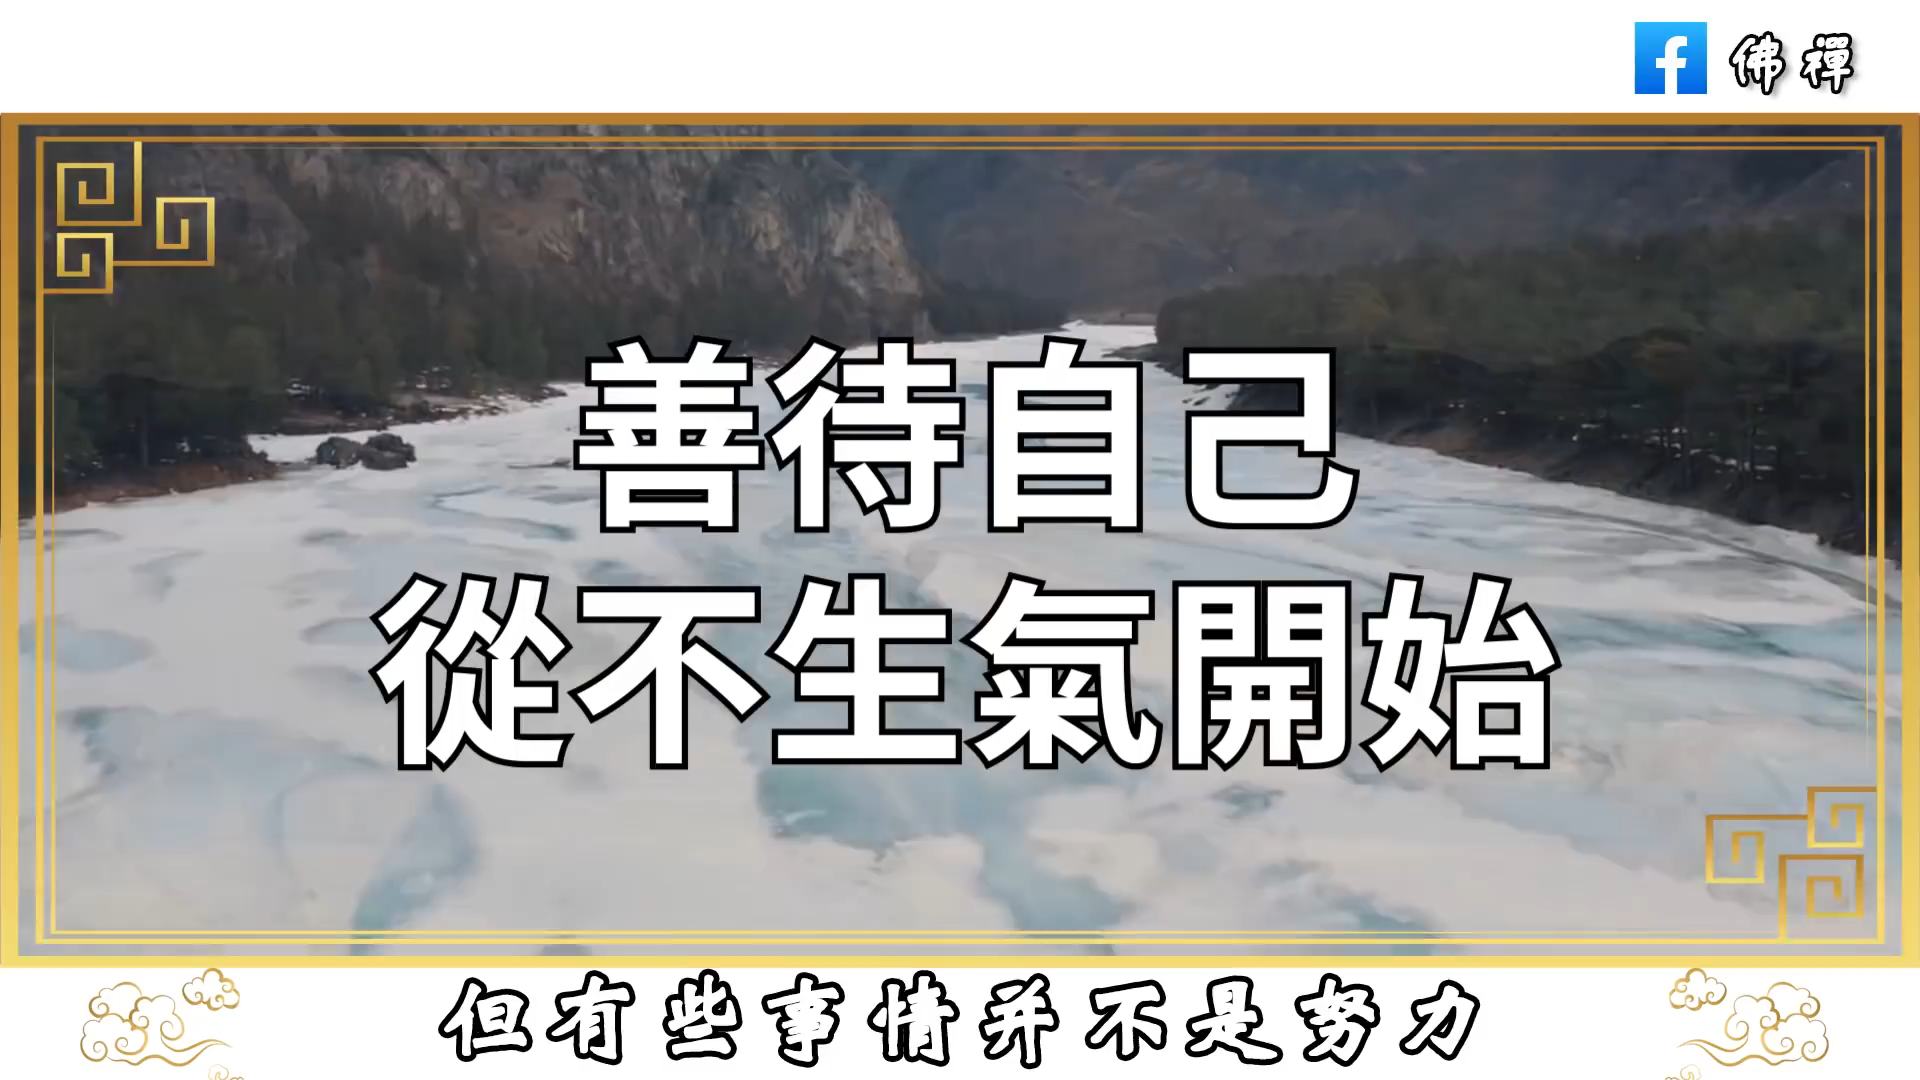 佛禪
善待自己
從不生氣開始
但有些事情并不是努力